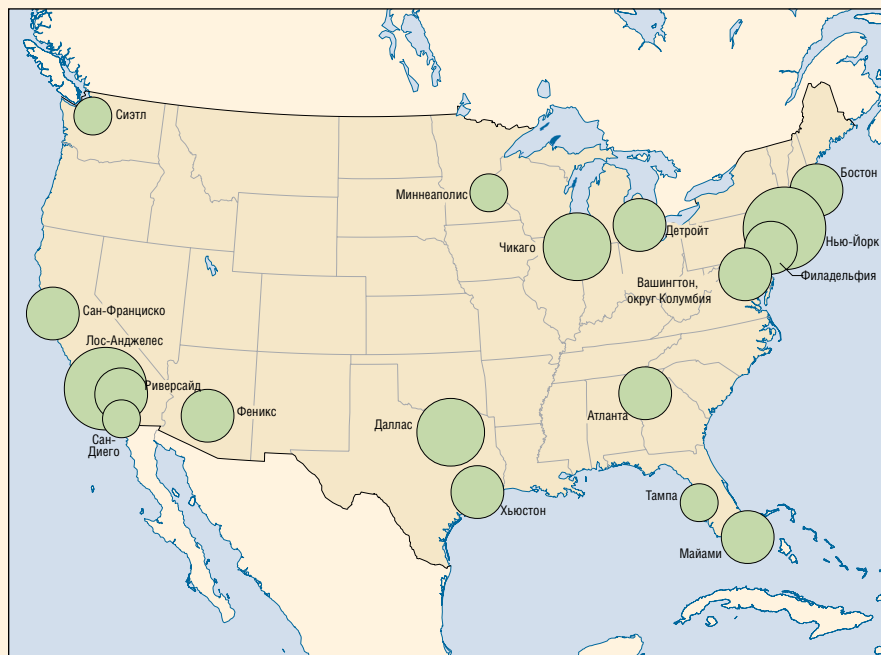 Сиэтл
Миннеаполис
Бостон
Чикаго
Детройт
Нью-Йорк
Филадельфия
Вашингтон,
округ Колумбия
Сан-Франциско
Лос-Анджелес
Риверсайд
Феникс
Сан-
Диего
Даллас
Атланта
Хьюстон
Тампа
Майами